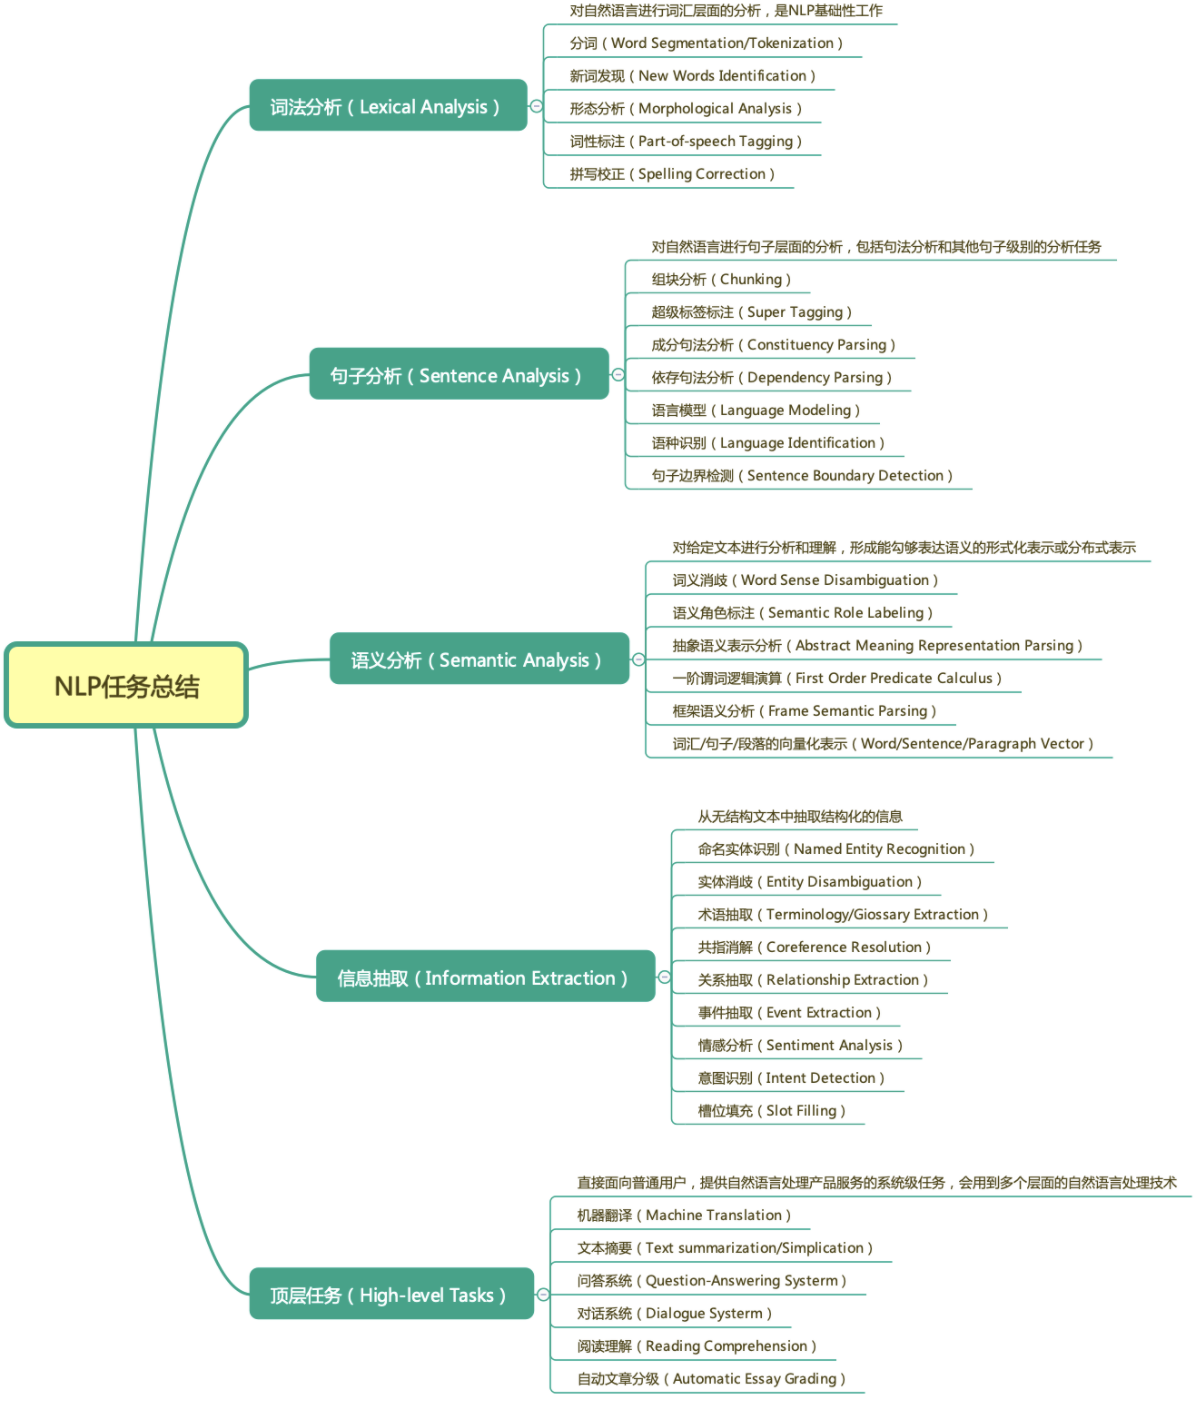 NLP任务总结
词法分析（Lexical Analysis）
对自然语言进行词汇层面的分析，是NLP基础性工作
分词（Word Segmentation/Tokenization）
新词发现（New Words Identification）
形态分析（Morphological Analysis）
词性标注（Part-of-speech Tagging）
拼写校正（Spelling Correction）
句子分析（Sentence Analysis）
对自然语言进行句子层面的分析，包括句法分析和其他句子级别的分析任务
组块分析（Chunking）
超级标签标注（Super Tagging）
成分句法分析（Constituency Parsing）
依存句法分析（Dependency Parsing）
语言模型（Language Modeling）
语种识别（Language Identification）
句子边界检测（Sentence Boundary Detection）
语义分析（Semantic Analysis）
对给定文本进行分析和理解，形成能勾够表达语义的形式化表示或分布式表示
词义消歧（Word Sense Disambiguation）
语义角色标注（Semantic Role Labeling）
抽象语义表示分析（Abstract Meaning Representation Parsing）
一阶谓词逻辑演算（First Order Predicate Calculus）
框架语义分析（Frame Semantic Parsing）
词汇/句子/段落的向量化表示（Word/Sentence/Paragraph Vector）
信息抽取（Information Extraction）
从无结构文本中抽取结构化的信息
命名实体识别（Named Entity Recognition）
实体消歧（Entity Disambiguation）
术语抽取（Terminology/Giossary Extraction）
共指消解（Coreference Resolution）
关系抽取（Relationship Extraction）
事件抽取（Event Extraction）
情感分析（Sentiment Analysis）
意图识别（Intent Detection）
槽位填充（Slot Filling）
顶层任务（High-level Tasks）
直接面向普通用户，提供自然语言处理产品服务的系统级任务，会用到多个层面的自然语言处理技术
机器翻译（Machine Translation）
文本摘要（Text summarization/Simplication）
问答系统（Question-Answering Systerm）
对话系统（Dialogue Systerm）
阅读理解（Reading Comprehension）
自动文章分级（Automatic Essay Grading）